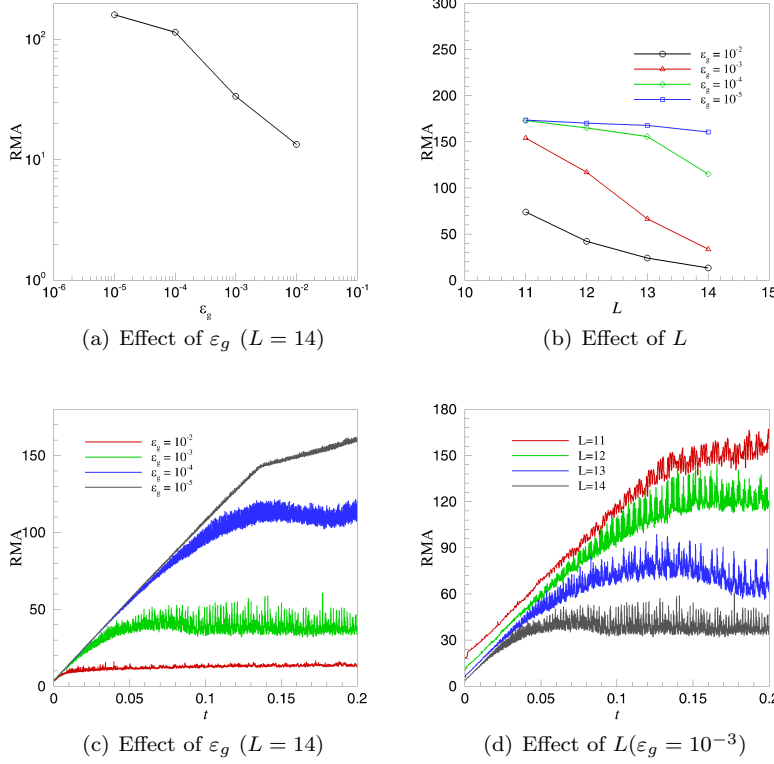 10²
10¹
10⁰
RMA
10⁻⁶ 10⁻⁵ 10⁻⁴ 10⁻³ 10⁻² 10⁻¹
ε_g
(a) Effect of ε_g (L = 14)
300
250
200
150
100
50
0
RMA
ε_g = 10⁻²
ε_g = 10⁻³
ε_g = 10⁻⁴
ε_g = 10⁻⁵
10 11 12 13 14 15
L
(b) Effect of L
150
100
50
0
RMA
ε_g = 10⁻²
ε_g = 10⁻³
ε_g = 10⁻⁴
ε_g = 10⁻⁵
0 0.05 0.1 0.15 0.2
t
(c) Effect of ε_g (L = 14)
180
150
120
90
60
30
0
RMA
L=11
L=12
L=13
L=14
0 0.05 0.1 0.15 0.2
t
(d) Effect of L(ε_g = 10⁻³)